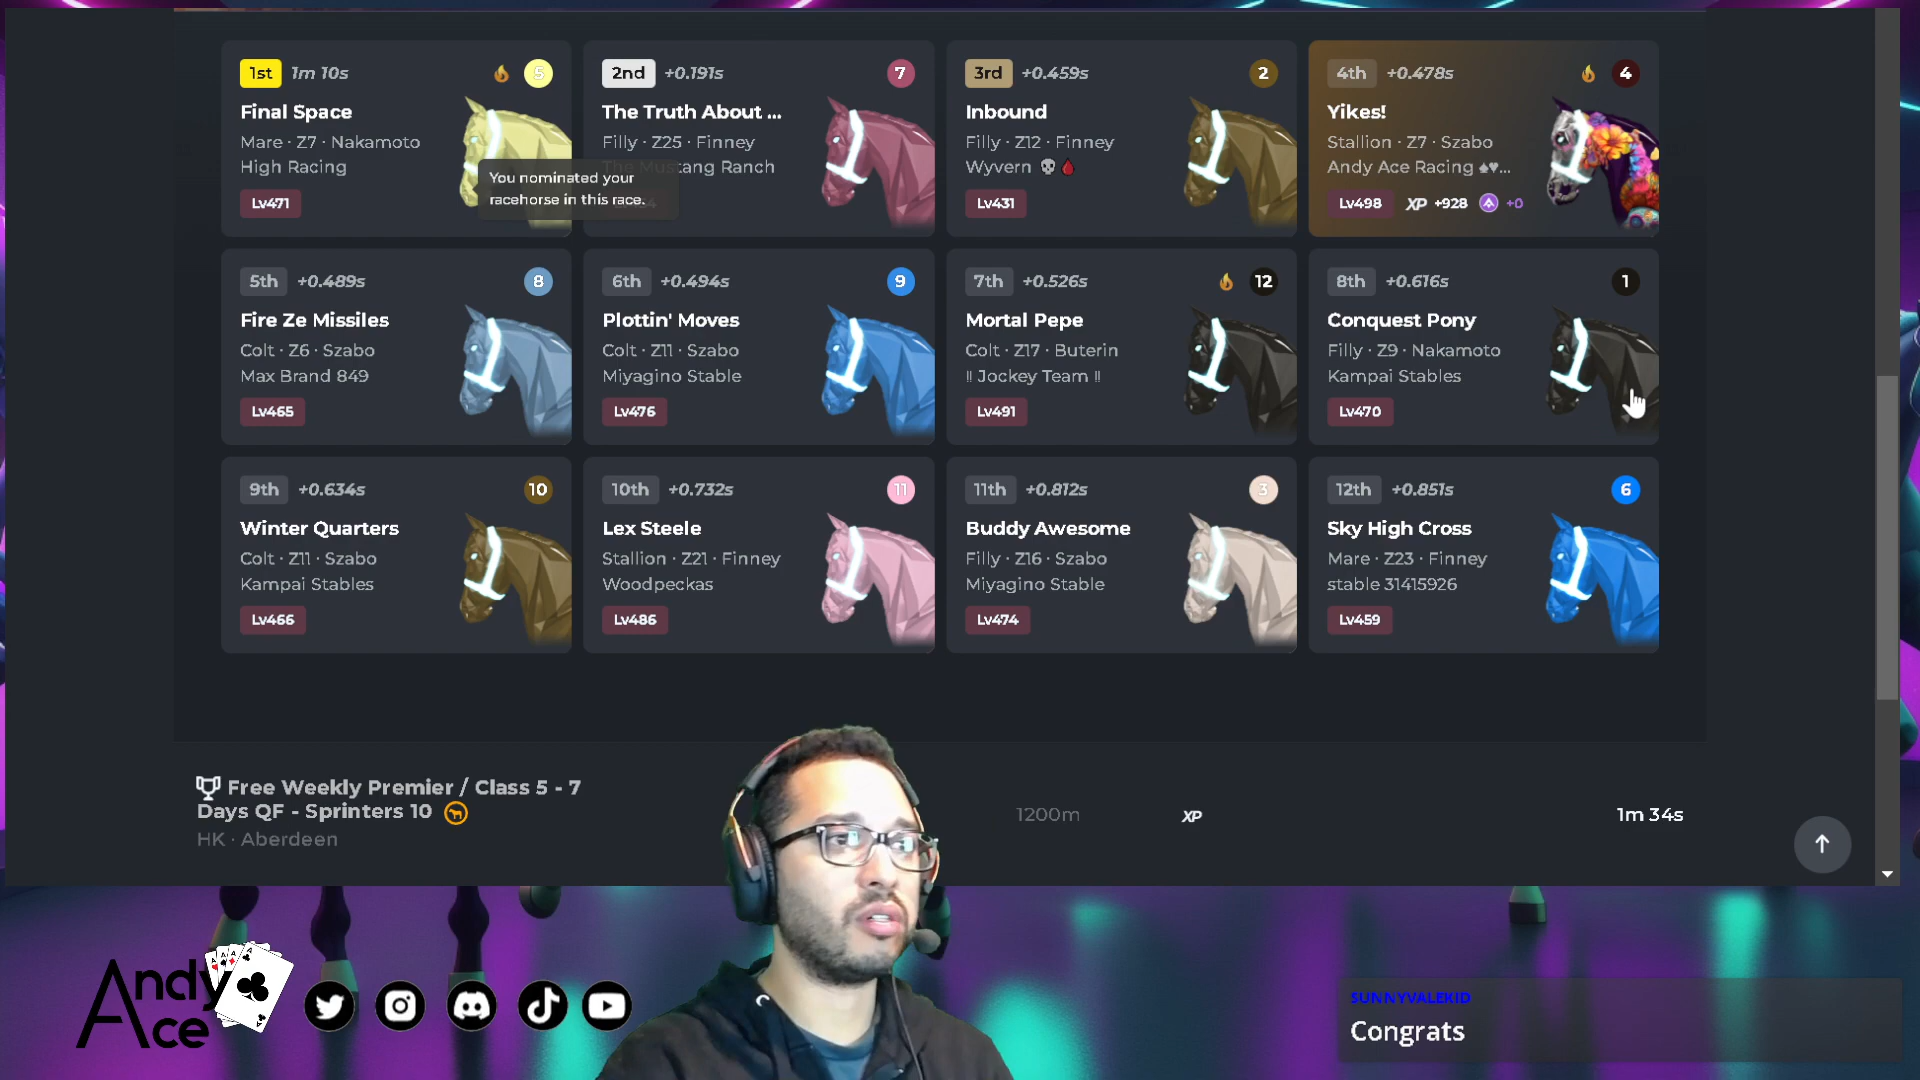 1st 1m 10s 5
Final Space
Mare · Z7 · Nakamoto
High Racing
Lv471
2nd +0.191s 7
The Truth About ...
Filly · Z25 · Finney
The Mustang Ranch
You nominated your
racehorse in this race.
3rd +0.459s 2
Inbound
Filly · Z12 · Finney
Wyvern 💀🩸
Lv431
4th +0.478s 4
Yikes!
Stallion · Z7 · Szabo
Andy Ace Racing ♠♥...
Lv498 XP +928 +0
5th +0.489s 8
Fire Ze Missiles
Colt · Z6 · Szabo
Max Brand 849
Lv465
6th +0.494s 9
Plottin' Moves
Colt · Z11 · Szabo
Miyagino Stable
Lv476
7th +0.526s 12
Mortal Pepe
Colt · Z17 · Buterin
‼ Jockey Team ‼
Lv491
8th +0.616s 1
Conquest Pony
Filly · Z9 · Nakamoto
Kampai Stables
Lv470
9th +0.634s 10
Winter Quarters
Colt · Z11 · Szabo
Kampai Stables
Lv466
10th +0.732s 11
Lex Steele
Stallion · Z21 · Finney
Woodpeckas
Lv486
11th +0.812s 3
Buddy Awesome
Filly · Z16 · Szabo
Miyagino Stable
Lv474
12th +0.851s 6
Sky High Cross
Mare · Z23 · Finney
stable 31415926
Lv459
Free Weekly Premier / Class 5 - 7
Days QF - Sprinters 10
HK · Aberdeen
1200m XP 1m 34s
Andy
Ace
SUNNYVALEKID
Congrats